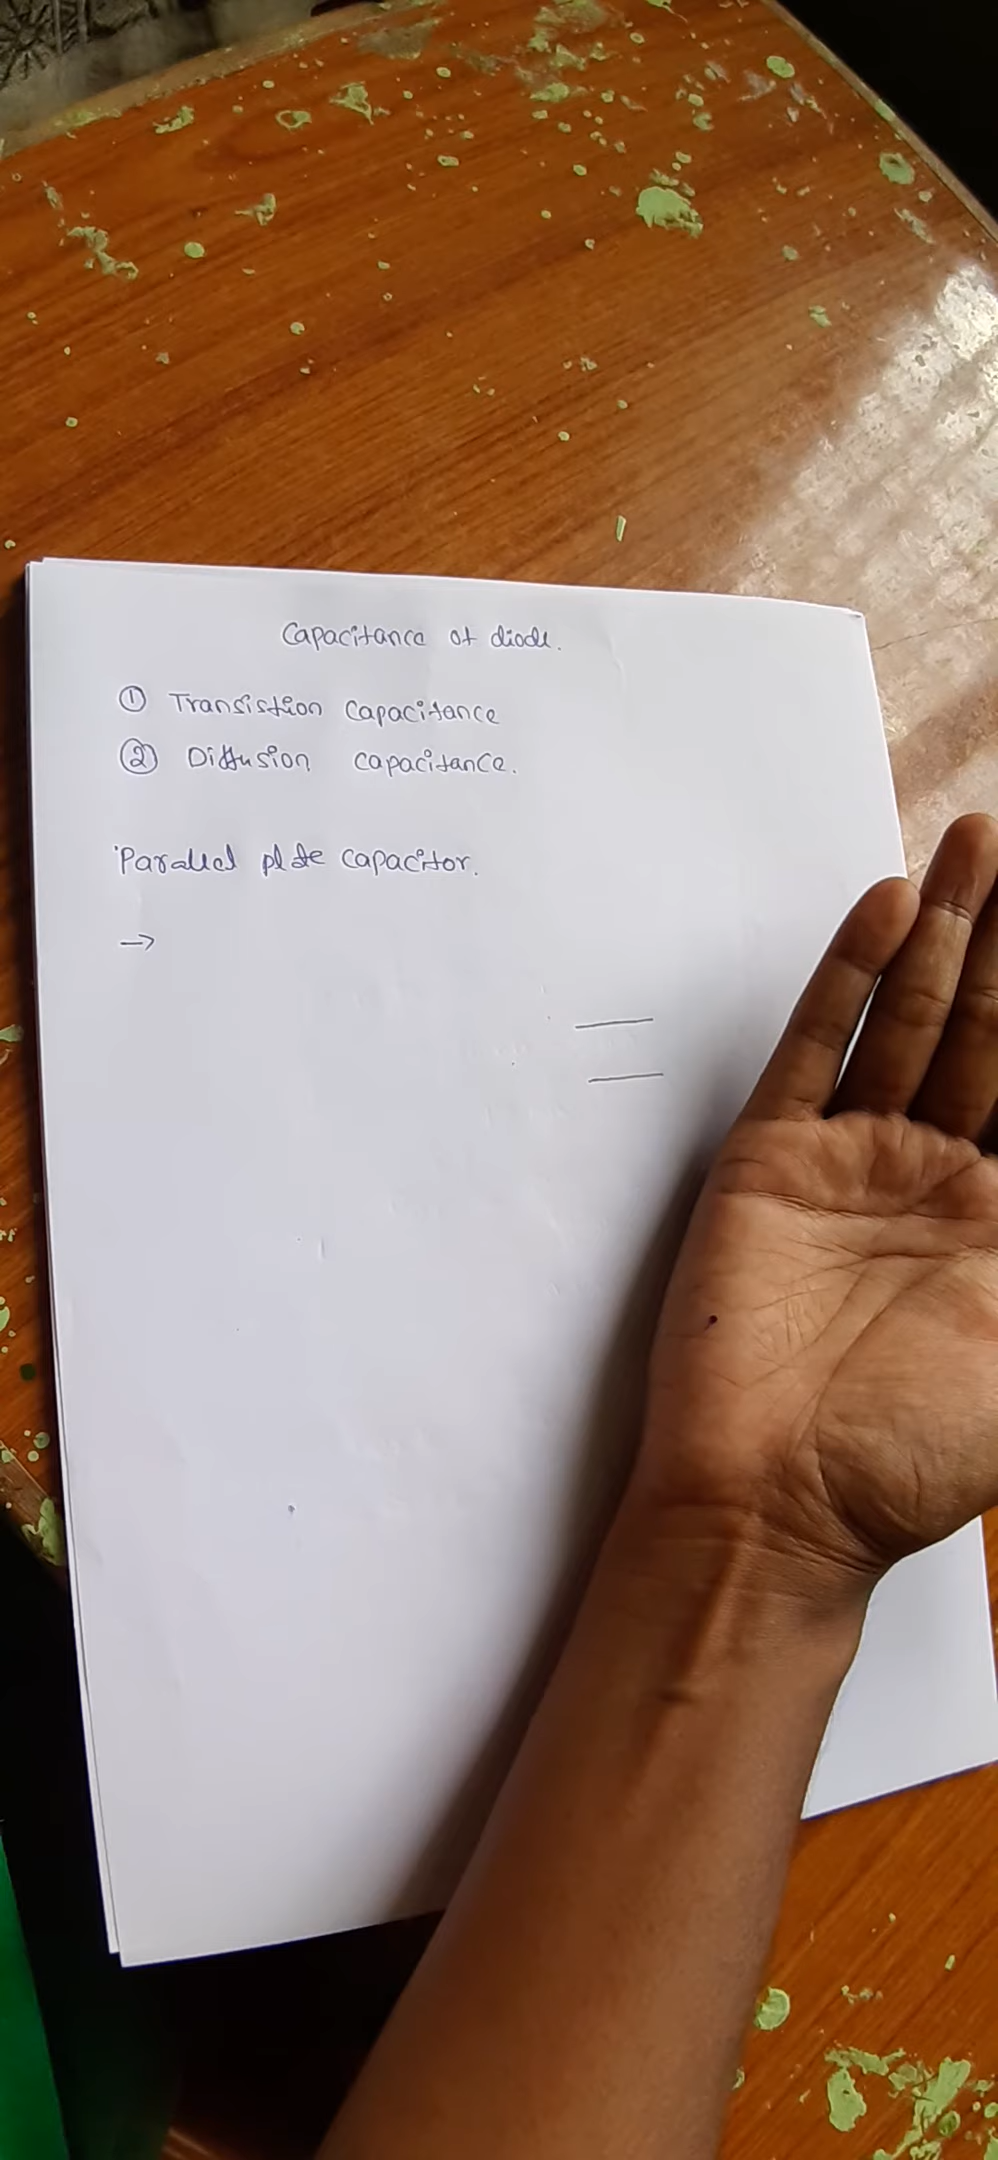 Capacitance of diode.
① Transistion Capacitance
② Diffusion capacitance.
Parallel plate capacitor.
→